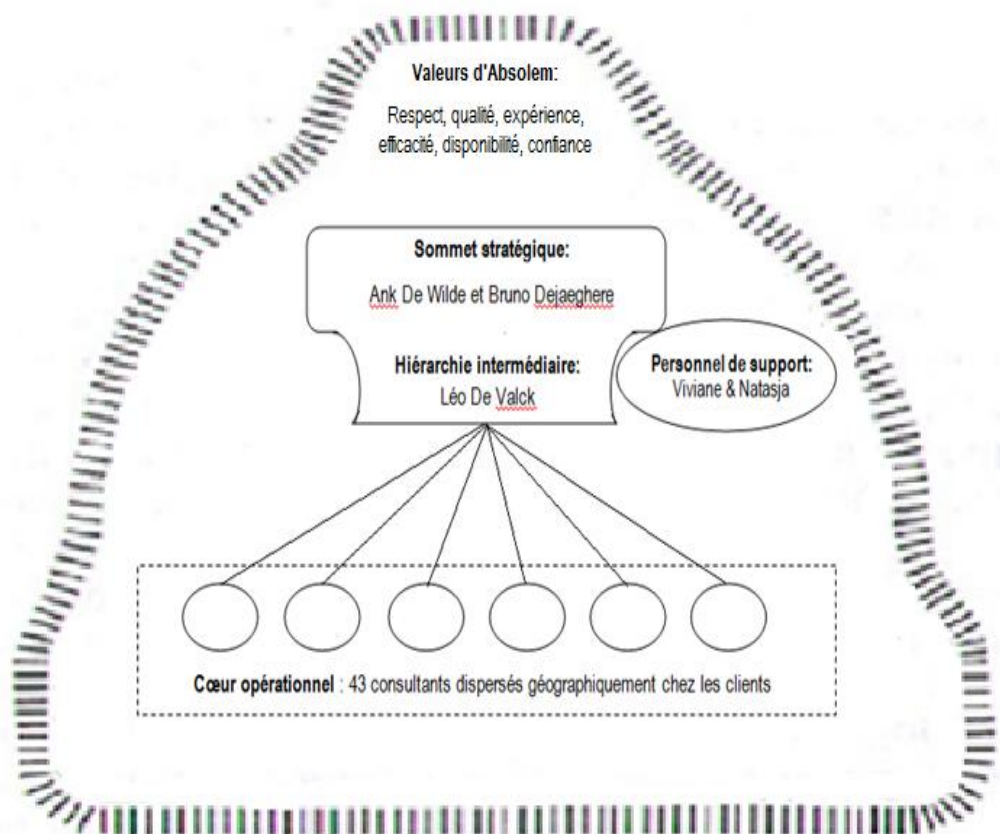 Valeurs d'Absolem:
Respect, qualité, expérience,
efficacité, disponibilité, confiance
Sommet stratégique:
Ank De Wilde et Bruno Dejaeghere
Hiérarchie intermédiaire:
Léo De Valck
Personnel de support:
Viviane & Natasja
Cœur opérationnel : 43 consultants dispersés géographiquement chez les clients